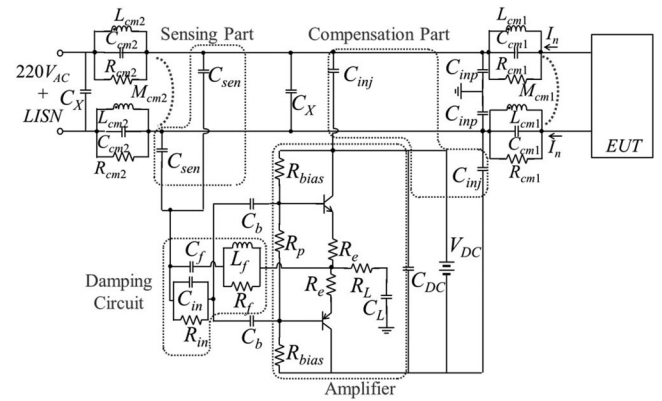 L_cm2
C_cm2
R_cm2
M_cm2
Sensing Part
Compensation Part
L_cm1
C_cm1
R_cm1
M_cm1
I_n
220V_AC
+
LISN
C_X
C_sen
C_X
C_inj
C_inp
C_inp
L_cm2
C_cm2
R_cm2
C_sen
L_cm1
C_cm1
R_cm1
I_n
EUT
C_inj
R_bias
C_b
R_p
R_e
R_e
R_L
C_L
C_DC
V_DC
Damping
Circuit
C_f
L_f
R_f
C_in
R_in
C_b
R_bias
Amplifier